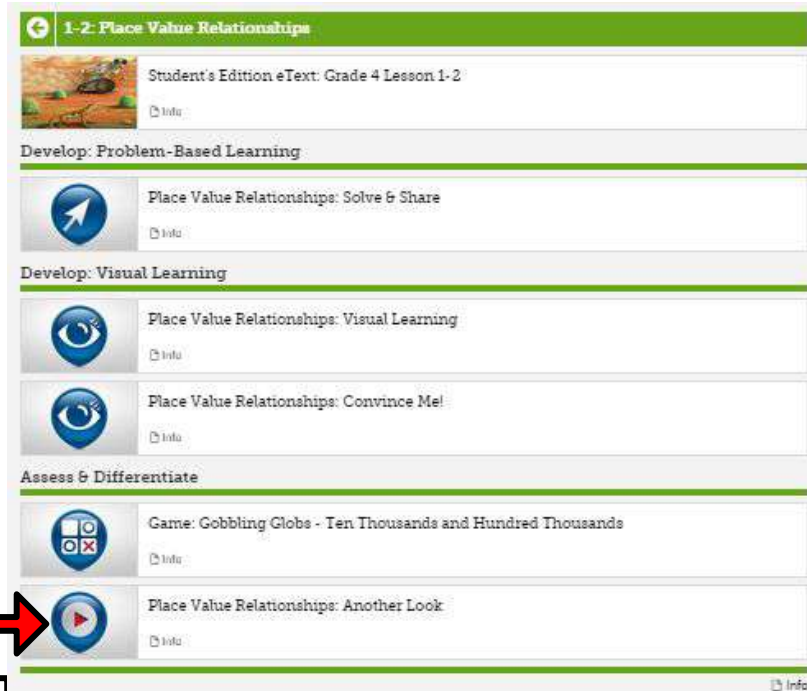 1-2: Place Value Relationships
Student's Edition eText: Grade 4 Lesson 1-2
Info
Develop: Problem-Based Learning
Place Value Relationships: Solve & Share
Info
Develop: Visual Learning
Place Value Relationships: Visual Learning
Info
Place Value Relationships: Convince Me!
Info
Assess & Differentiate
Game: Gobbling Globs - Ten Thousands and Hundred Thousands
Info
Place Value Relationships: Another Look
Info
Info